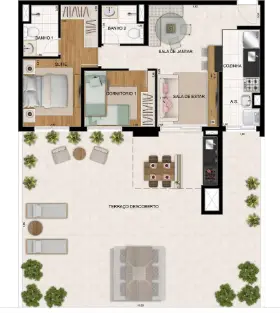 BANHO 1
BANHO 2
SALA DE JANTAR
SUÍTE
COZINHA
DORMITÓRIO 1
SALA DE ESTAR
A.S.
TERRAÇO DESCOBERTO